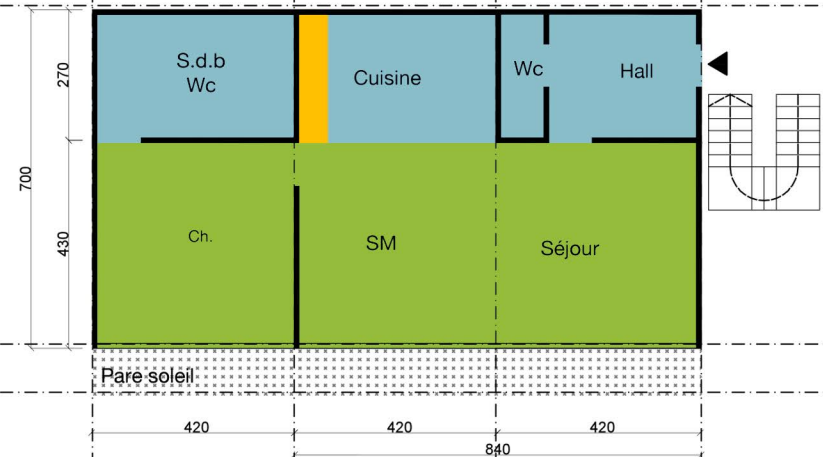 S.d.b
Wc
Cuisine
Wc
Hall
270
700
430
Ch.
SM
Séjour
Pare soleil
420
420
420
840